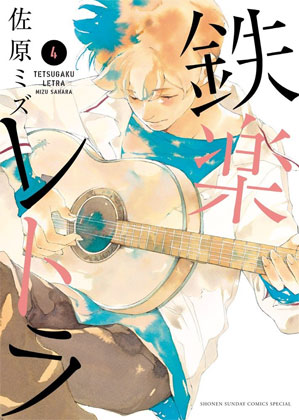 佐原ミズ
4
TETSUGAKU
LETRA
MIZU SAHARA
鉄楽
レトラ
SHONEN SUNDAY COMICS SPECIAL